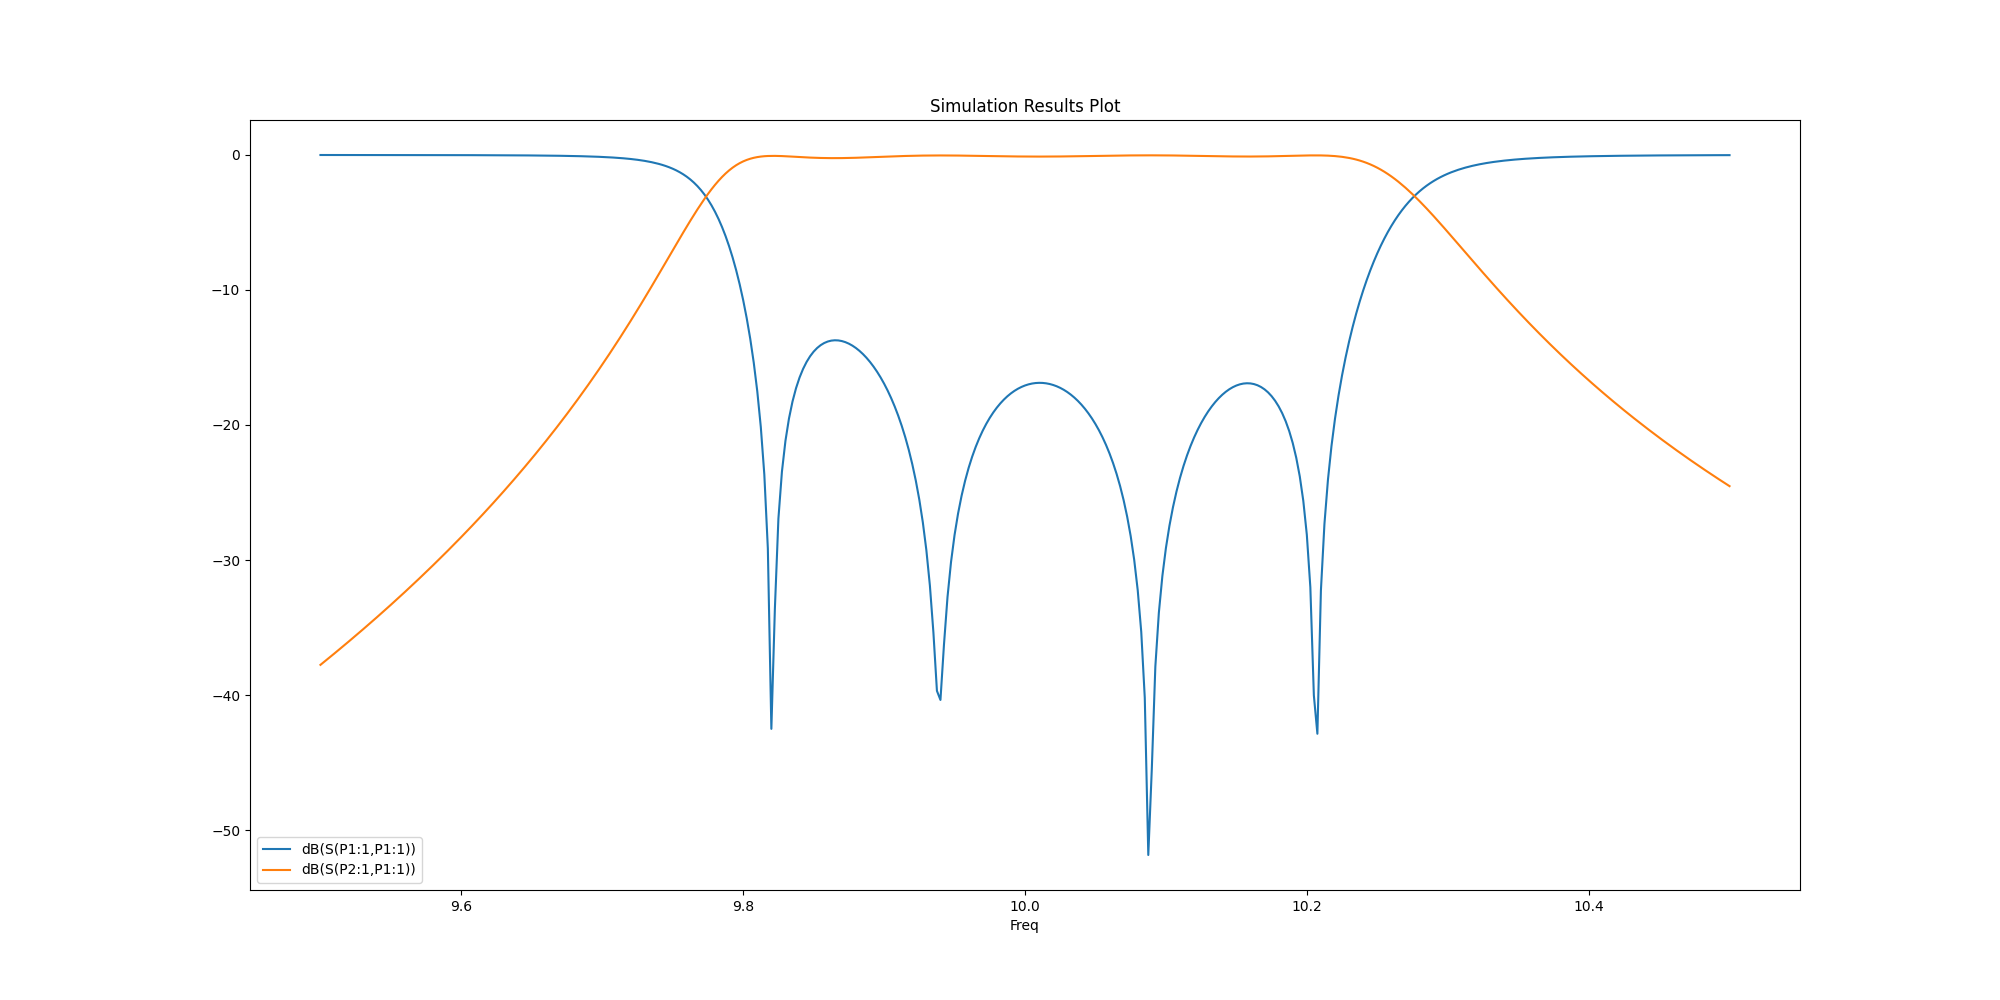 Simulation Results Plot
0
−10
−20
−30
−40
−50
dB(S(P1:1,P1:1))
dB(S(P2:1,P1:1))
9.6 9.8 10.0 10.2 10.4
Freq